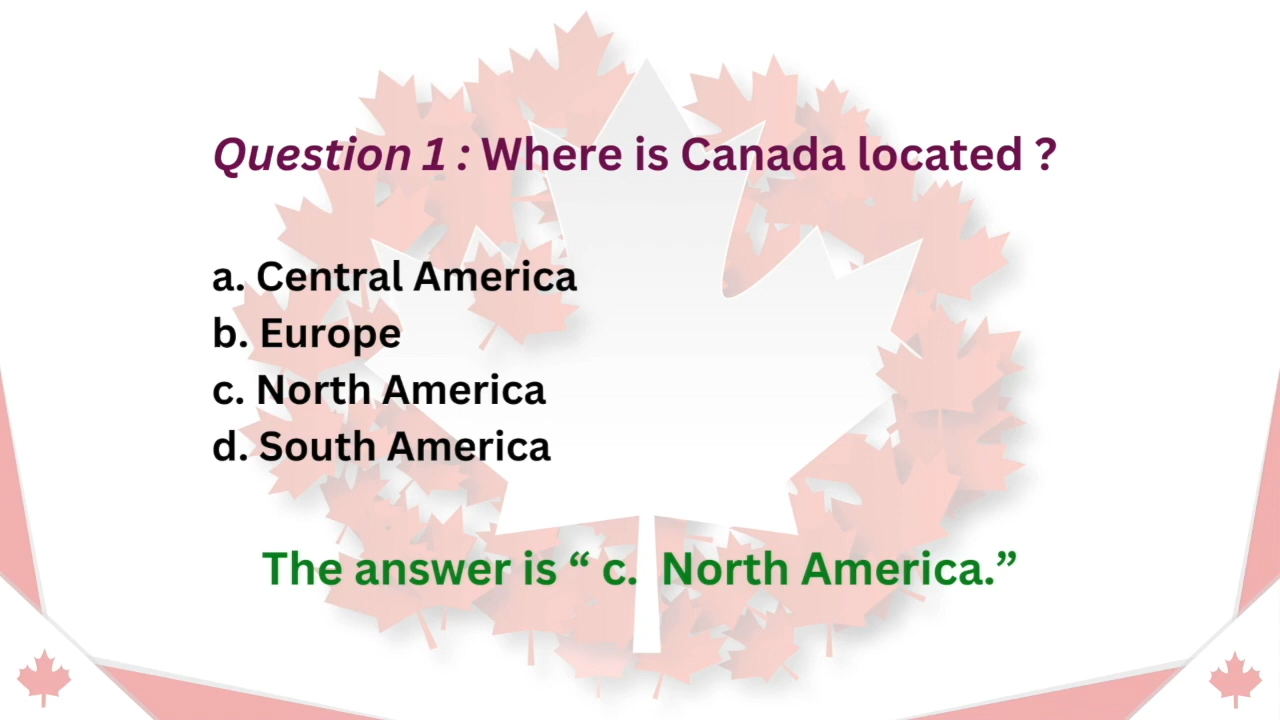 Question 1 : Where is Canada located ?
a. Central America
b. Europe
c. North America
d. South America
The answer is “ c.  North America.”